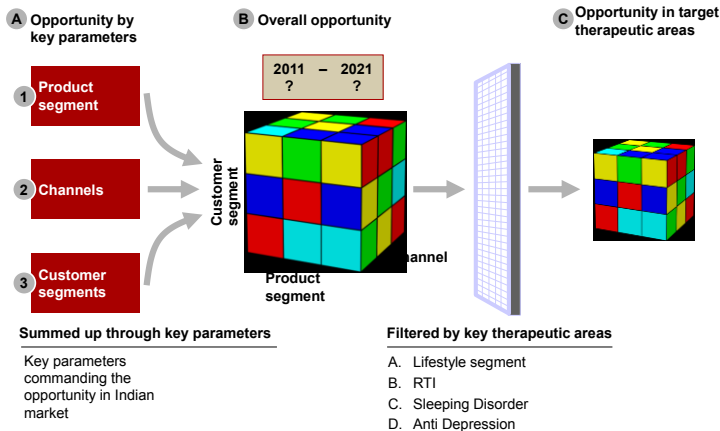 A Opportunity by
key parameters
B Overall opportunity
C Opportunity in target
therapeutic areas
2011 – 2021
? ?
1 Product
segment
2 Channels
3 Customer
segments
Customer
segment
Product
segment
hannel
Summed up through key parameters
Key parameters
commanding the
opportunity in Indian
market
Filtered by key therapeutic areas
A. Lifestyle segment
B. RTI
C. Sleeping Disorder
D. Anti Depression